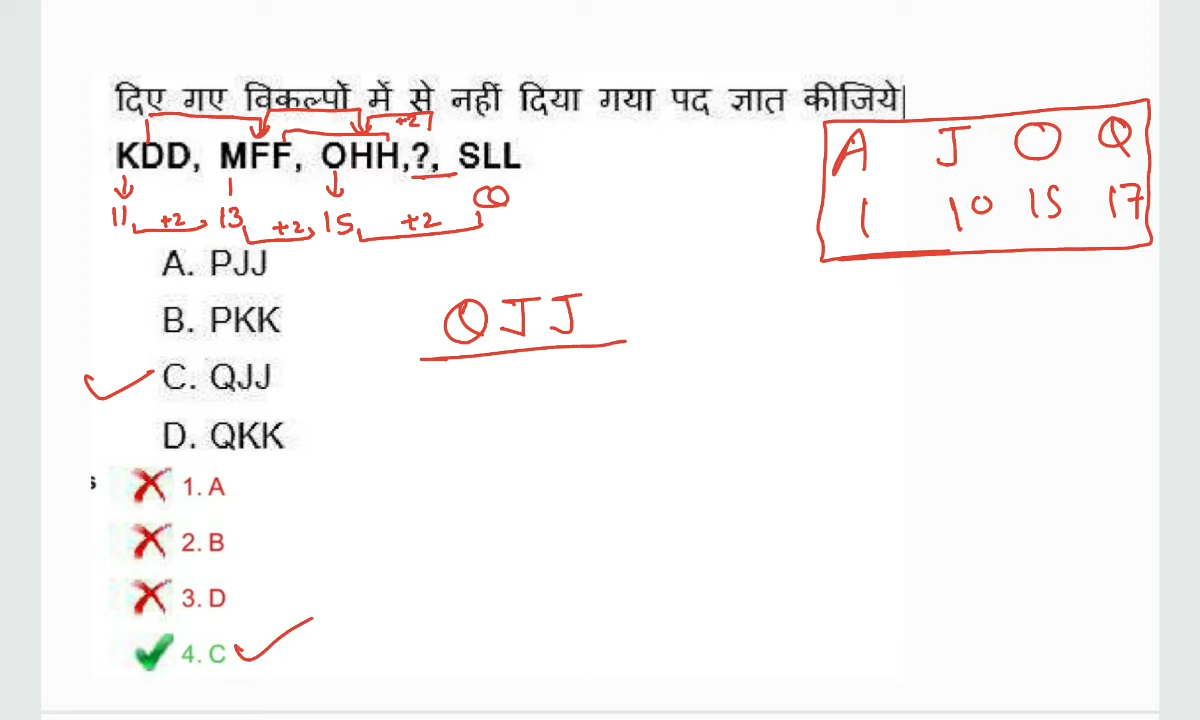 दिए गए विकल्पों में से नहीं दिया गया पद ज्ञात कीजिये|
+2
KDD, MFF, OHH,?, SLL
11 +2 13 +2 15 +2
A J O Q
1 10 15 17
A. PJJ
B. PKK
QJJ
C. QJJ
D. QKK
s
1. A
2. B
3. D
4. C